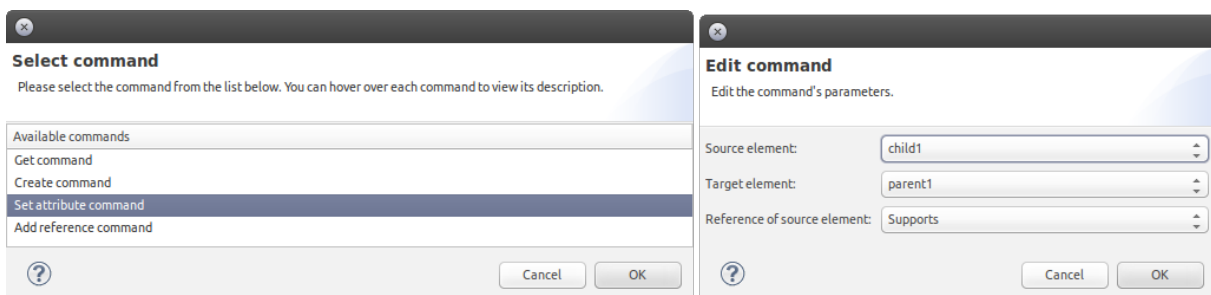 Select command
Please select the command from the list below. You can hover over each command to view its description.
Available commands
Get command
Create command
Set attribute command
Add reference command
?
Cancel
OK
Edit command
Edit the command's parameters.
Source element:
child1
Target element:
parent1
Reference of source element:
Supports
?
Cancel
OK